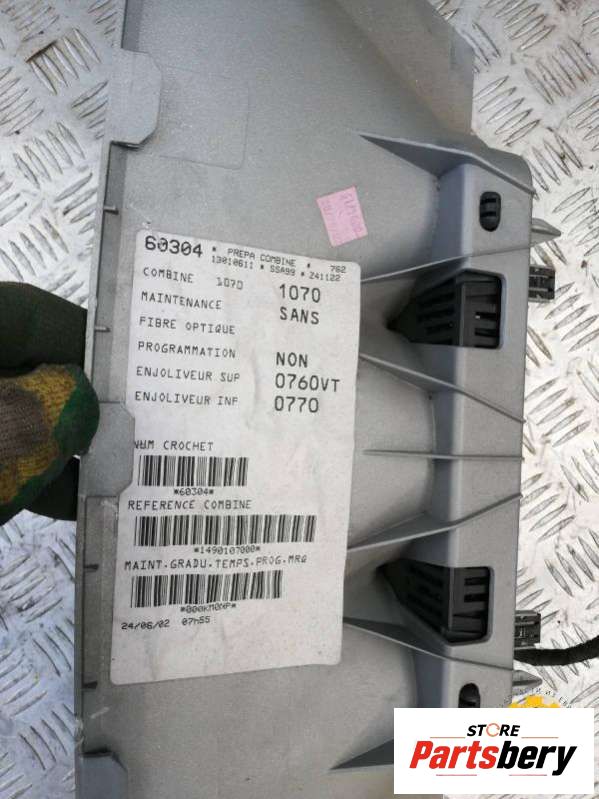 60304 * PREPA COMBINE * 762
13010611 * SSA99 * 241122
COMBINE 1070 1070
MAINTENANCE SANS
FIBRE OPTIQUE
PROGRAMMATION NON
ENJOLIVEUR SUP 0760VT
ENJOLIVEUR INF 0770
NUM CROCHET
*60304*
REFERENCE COMBINE
*1490107000*
MAINT.GRADU.TEMPS.PROG.MRQ
*000KM0NP*
24/06/02 07h55
STORE
Partsbery